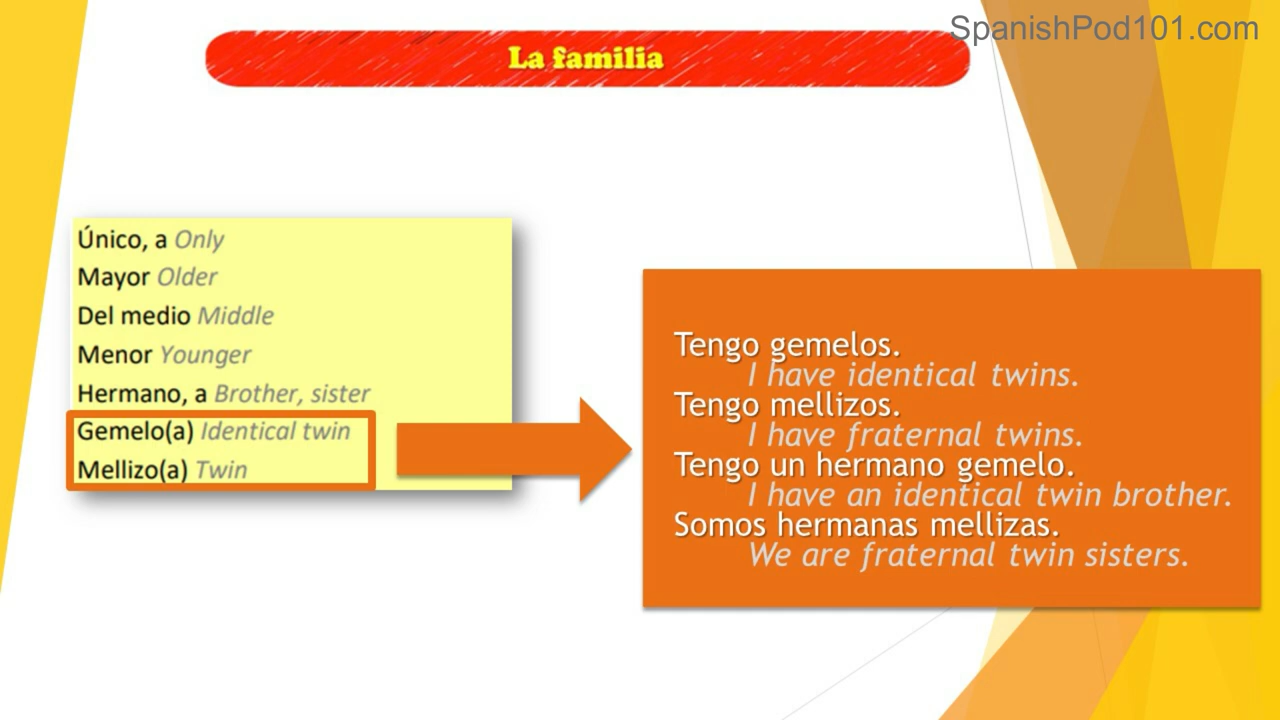 SpanishPod101.com
La familia
Único, a Only
Mayor Older
Del medio Middle
Menor Younger
Hermano, a Brother, sister
Gemelo(a) Identical twin
Mellizo(a) Twin
Tengo gemelos.
I have identical twins.
Tengo mellizos.
I have fraternal twins.
Tengo un hermano gemelo.
I have an identical twin brother.
Somos hermanas mellizas.
We are fraternal twin sisters.